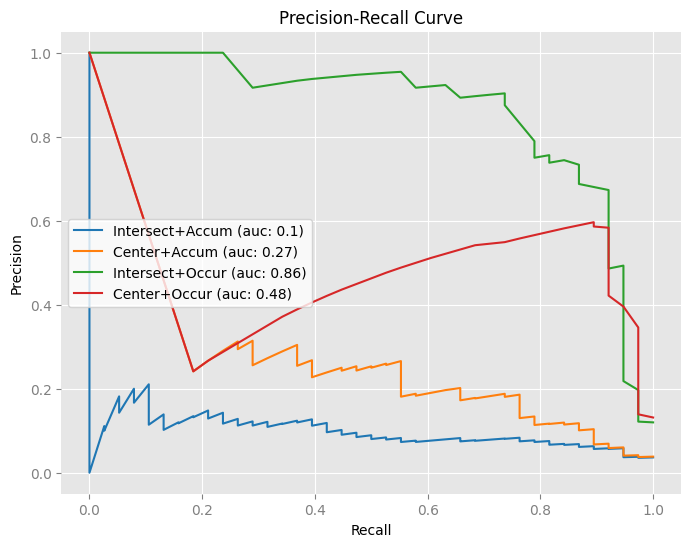 Precision-Recall Curve
Precision
1.0
0.8
0.6
0.4
0.2
0.0
Intersect+Accum (auc: 0.1)
Center+Accum (auc: 0.27)
Intersect+Occur (auc: 0.86)
Center+Occur (auc: 0.48)
0.0 0.2 0.4 0.6 0.8 1.0
Recall